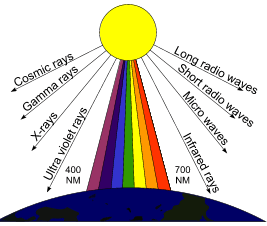 Cosmic rays
Gamma rays
X-rays
Ultra violet rays
400
NM
700
NM
Infrared rays
Micro waves
Short radio waves
Long radio waves